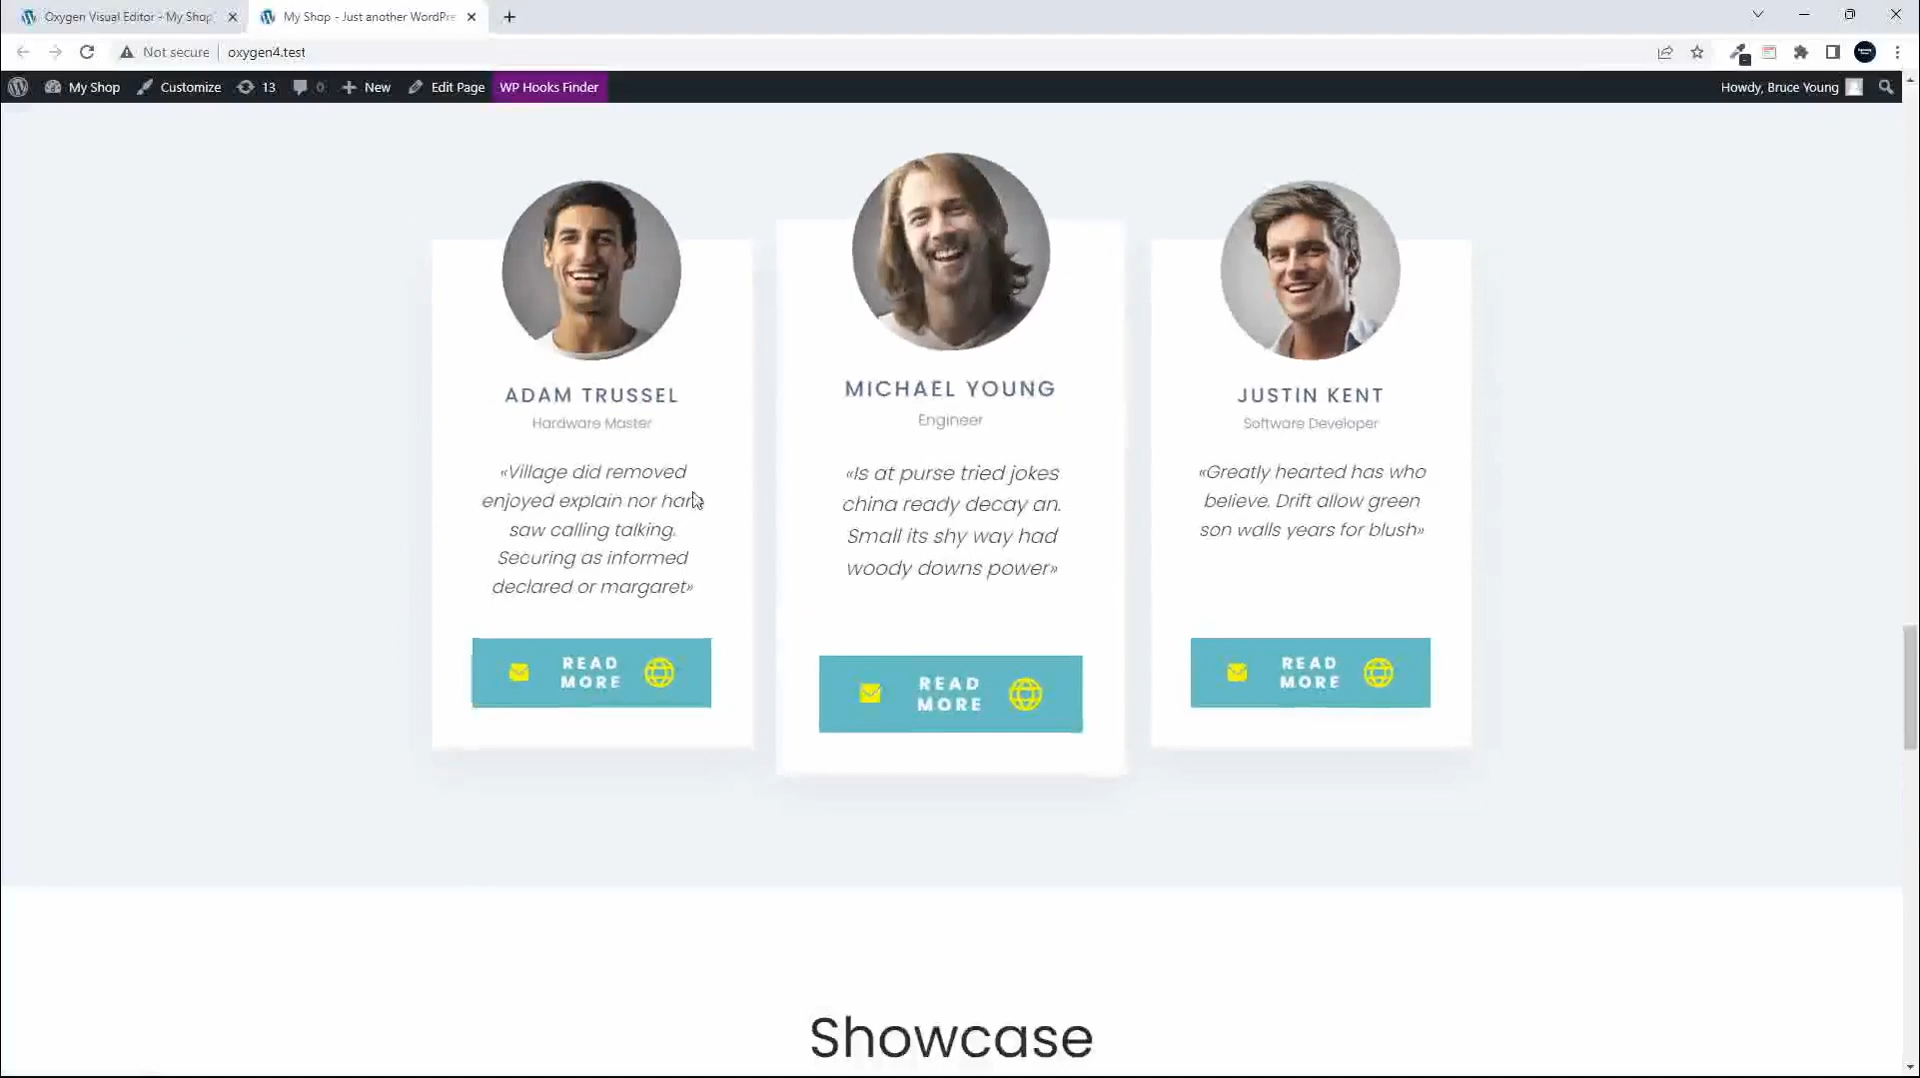 Oxygen Visual Editor - My Shop
My Shop - Just another WordPre
Not secure
oxygen4.test
My Shop
Customize
13
0
New
Edit Page
WP Hooks Finder
Howdy, Bruce Young
ADAM TRUSSEL
Hardware Master
«Village did removed
enjoyed explain nor
saw calling talking.
Securing as informed
declared or margaret»
READ
MORE
MICHAEL YOUNG
Engineer
«Is at purse tried jokes
china ready decay an.
Small its shy way had
woody downs power»
READ
MORE
JUSTIN KENT
Software Developer
«Greatly hearted has who
believe. Drift allow green
son walls years for blush»
READ
MORE
Showcase